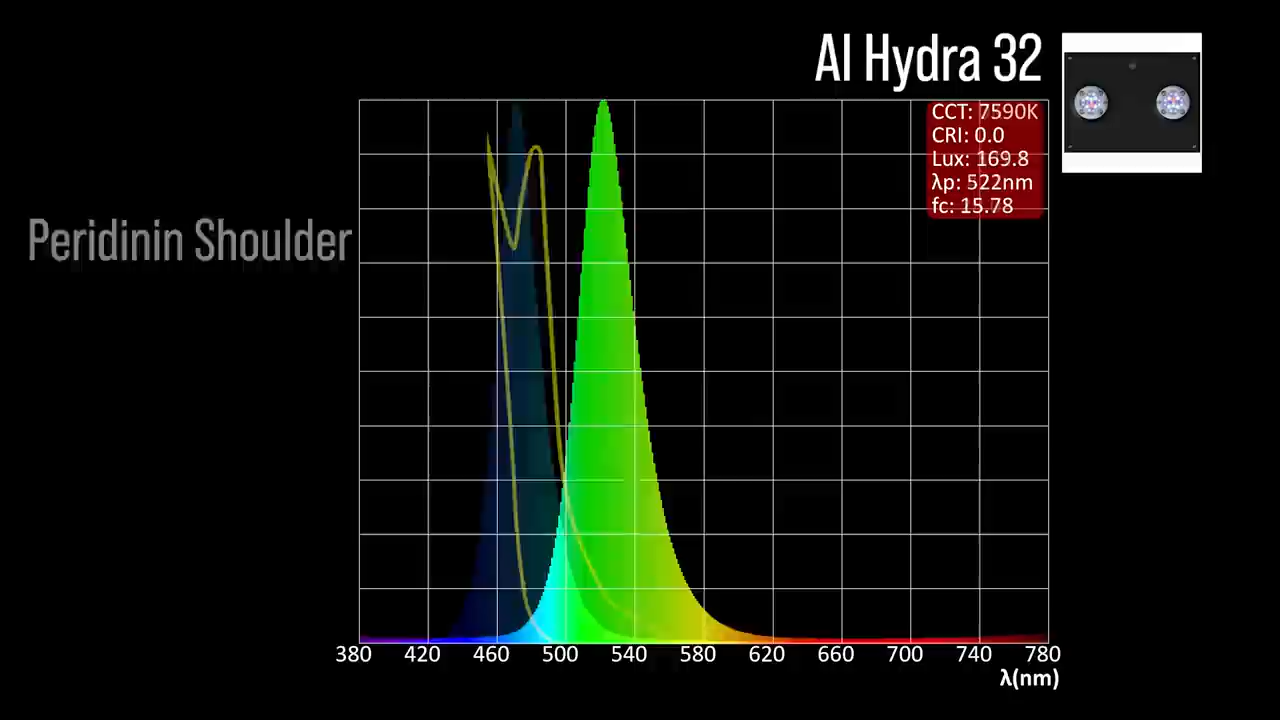 AI Hydra 32
CCT: 7590K
CRI: 0.0
Lux: 169.8
λp: 522nm
fc: 15.78
Peridinin Shoulder
380 420 460 500 540 580 620 660 700 740 780
λ(nm)